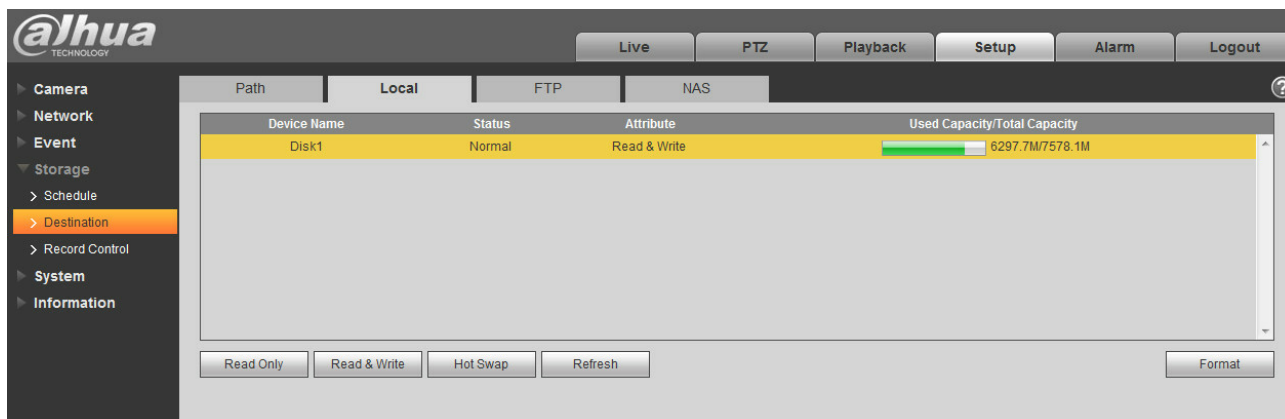 alhua
TECHNOLOGY
Live PTZ Playback Setup Alarm Logout
Camera
Network
Event
Storage
> Schedule
> Destination
> Record Control
System
Information
Path Local FTP NAS
?
Device Name Status Attribute Used Capacity/Total Capacity
Disk1 Normal Read & Write 6297.7M/7578.1M
Read Only Read & Write Hot Swap Refresh Format